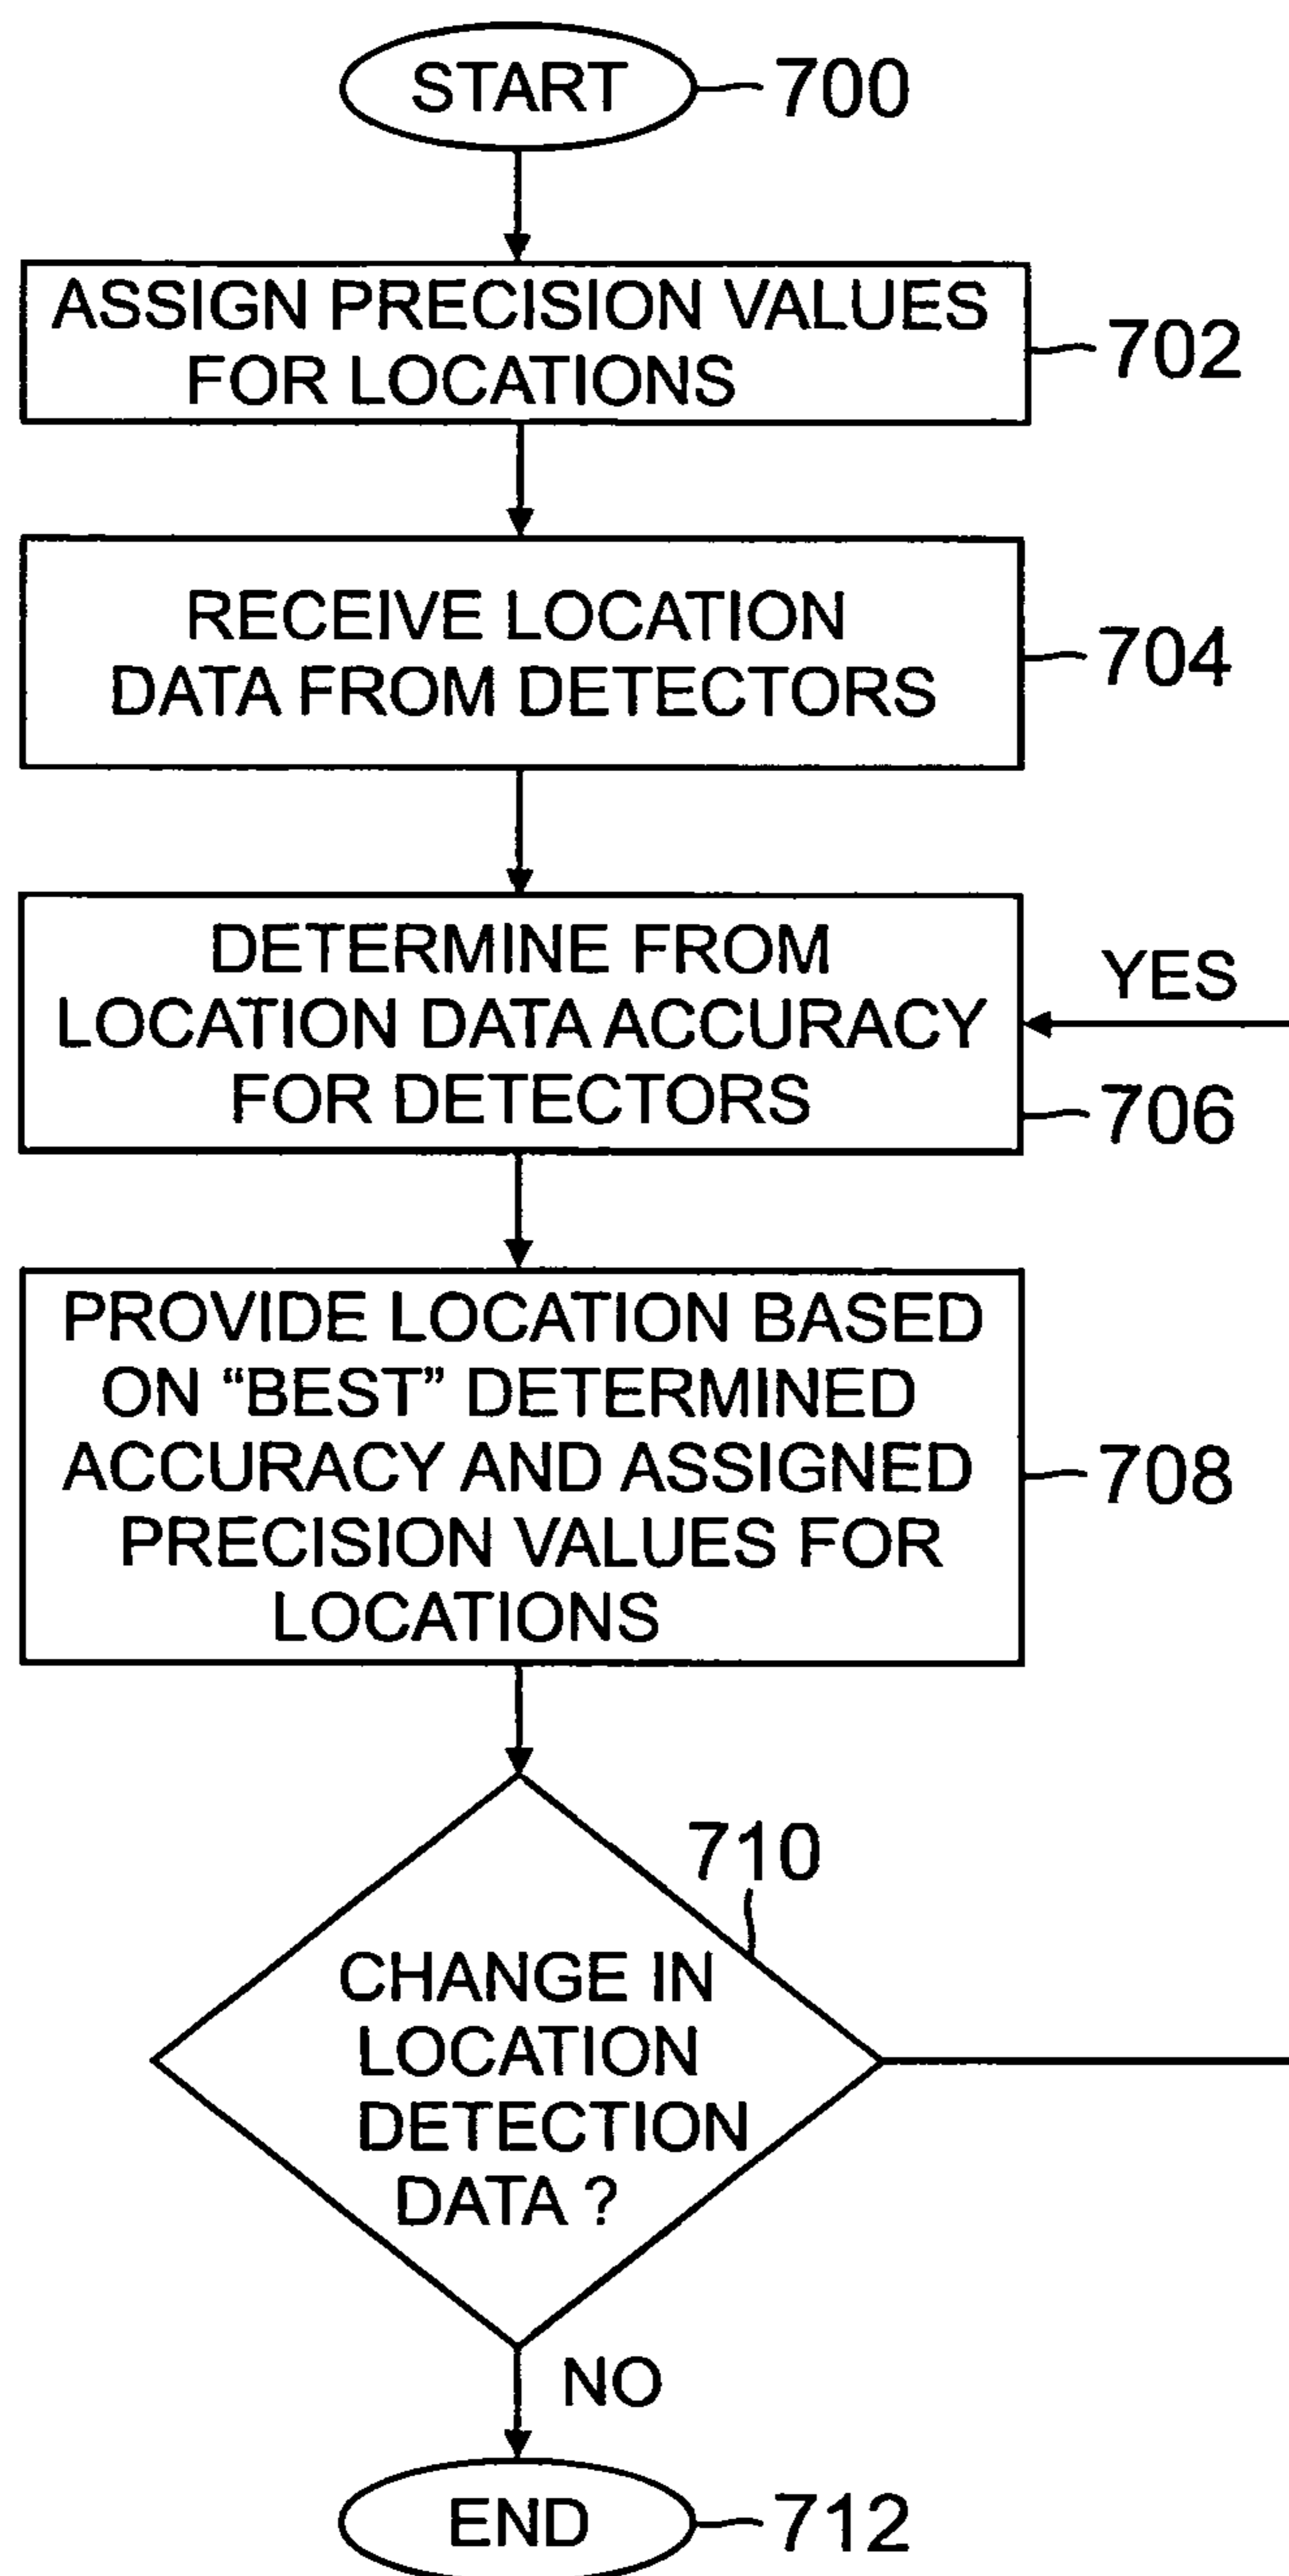 START
700
ASSIGN PRECISION VALUES
FOR LOCATIONS
702
RECEIVE LOCATION
DATA FROM DETECTORS
704
DETERMINE FROM
LOCATION DATA ACCURACY
FOR DETECTORS
YES
706
PROVIDE LOCATION BASED
ON “BEST” DETERMINED
ACCURACY AND ASSIGNED
PRECISION VALUES FOR
LOCATIONS
708
710
CHANGE IN
LOCATION
DETECTION
DATA ?
NO
END
712